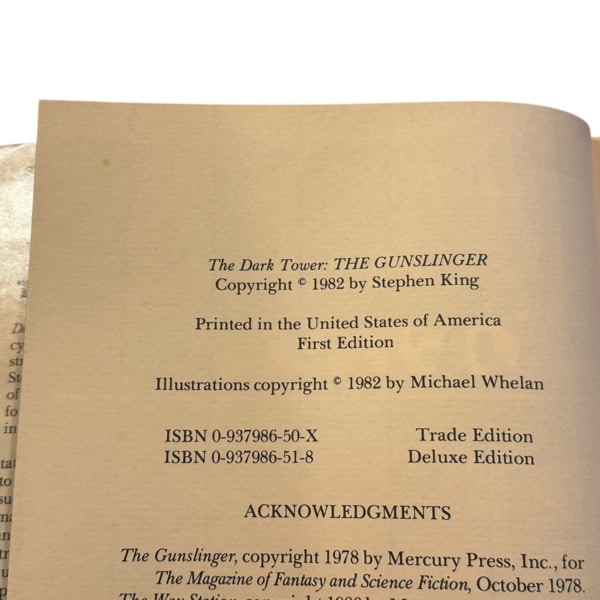 The Dark Tower: THE GUNSLINGER
Copyright © 1982 by Stephen King
Printed in the United States of America
First Edition
Illustrations copyright © 1982 by Michael Whelan
ISBN 0-937986-50-X Trade Edition
ISBN 0-937986-51-8 Deluxe Edition
ACKNOWLEDGMENTS
The Gunslinger, copyright 1978 by Mercury Press, Inc., for
The Magazine of Fantasy and Science Fiction, October 1978.
The Way Station,